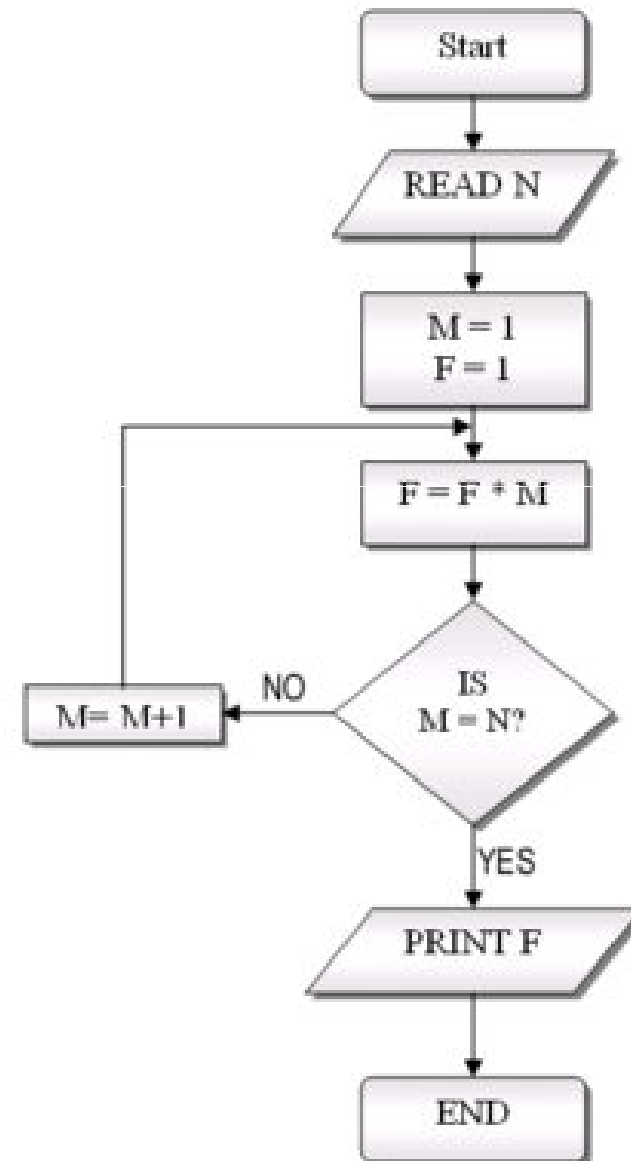 Start
READ N
M = 1
F = 1
F = F * M
IS
M = N?
NO
M= M+1
YES
PRINT F
END